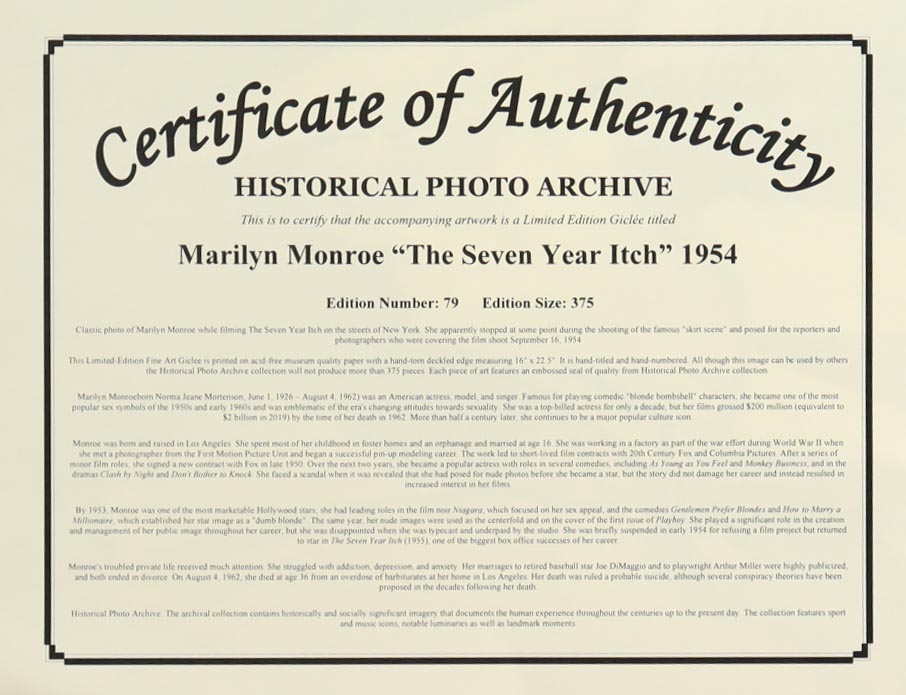 Certificate of Authenticity
HISTORICAL PHOTO ARCHIVE
This is to certify that the accompanying artwork is a Limited Edition Giclée titled
Marilyn Monroe “The Seven Year Itch” 1954
Edition Number: 79 Edition Size: 375
Classic photo of Marilyn Monroe while filming The Seven Year Itch on the streets of New York. She apparently stopped at some point during the shooting of the famous "skirt scene" and posed for the reporters and
photographers who were covering the film shoot September 16, 1954
This Limited-Edition Fine Art Giclee is printed on acid-free museum quality paper with a hand-torn deckled edge measuring 16" x 22.5". It is hand-titled and hand-numbered. All though this image can be used by others
the Historical Photo Archive collection will not produce more than 375 pieces. Each piece of art features an embossed seal of quality from Historical Photo Archive collection
Marilyn Monroeborn Norma Jeane Mortenson, June 1, 1926 – August 4, 1962) was an American actress, model, and singer. Famous for playing comedic "blonde bombshell" characters, she became one of the most
popular sex symbols of the 1950s and early 1960s and was emblematic of the era's changing attitudes towards sexuality. She was a top-billed actress for only a decade, but her films grossed $200 million (equivalent to
$2 billion in 2019) by the time of her death in 1962. More than half a century later, she continues to be a major popular culture icon.
Monroe was born and raised in Los Angeles. She spent most of her childhood in foster homes and an orphanage and married at age 16. She was working in a factory as part of the war effort during World War II when
she met a photographer from the First Motion Picture Unit and began a successful pin-up modeling career. The work led to short-lived film contracts with 20th Century Fox and Columbia Pictures. After a series of
minor film roles, she signed a new contract with Fox in late 1950. Over the next two years, she became a popular actress with roles in several comedies, including As Young as You Feel and Monkey Business, and in the
dramas Clash by Night and Don't Bother to Knock. She faced a scandal when it was revealed that she had posed for nude photos before she became a star, but the story did not damage her career and instead resulted in
increased interest in her films.
By 1953, Monroe was one of the most marketable Hollywood stars, she had leading roles in the film noir Niagara, which focused on her sex appeal, and the comedies Gentlemen Prefer Blondes and How to Marry a
Millionaire, which established her star image as a "dumb blonde". The same year, her nude images were used as the centerfold and on the cover of the first issue of Playboy. She played a significant role in the creation
and management of her public image throughout her career, but she was disappointed when she was typecast and underpaid by the studio. She was briefly suspended in early 1954 for refusing a film project but returned
to star in The Seven Year Itch (1955), one of the biggest box office successes of her career.
Monroe's troubled private life received much attention. She struggled with addiction, depression, and anxiety. Her marriages to retired baseball star Joe DiMaggio and to playwright Arthur Miller were highly publicized,
and both ended in divorce. On August 4, 1962, she died at age 36 from an overdose of barbiturates at her home in Los Angeles. Her death was ruled a probable suicide, although several conspiracy theories have been
proposed in the decades following her death.
Historical Photo Archive: The archival collection contains historically and socially significant imagery that documents the human experience throughout the centuries up to the present day. The collection features sport
and music icons, notable luminaries as well as landmark moments.